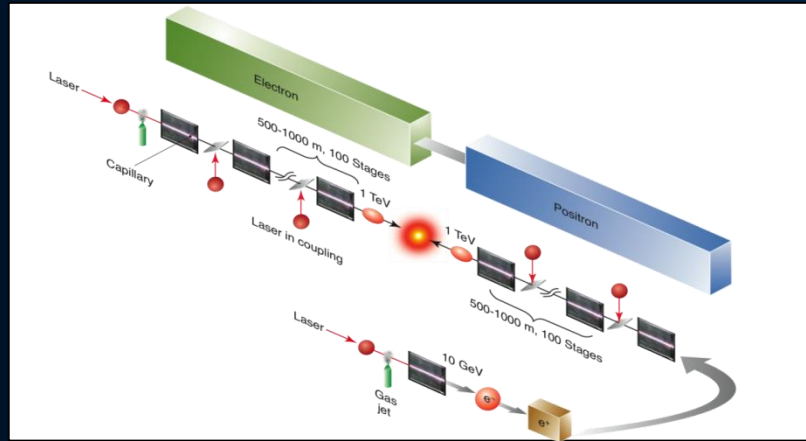 Electron
Laser
500-1000 m, 100 Stages
Capillary
1 TeV
Positron
Laser in coupling
1 TeV
500-1000 m, 100 Stages
Laser
10 GeV
e−
Gas
jet
e+